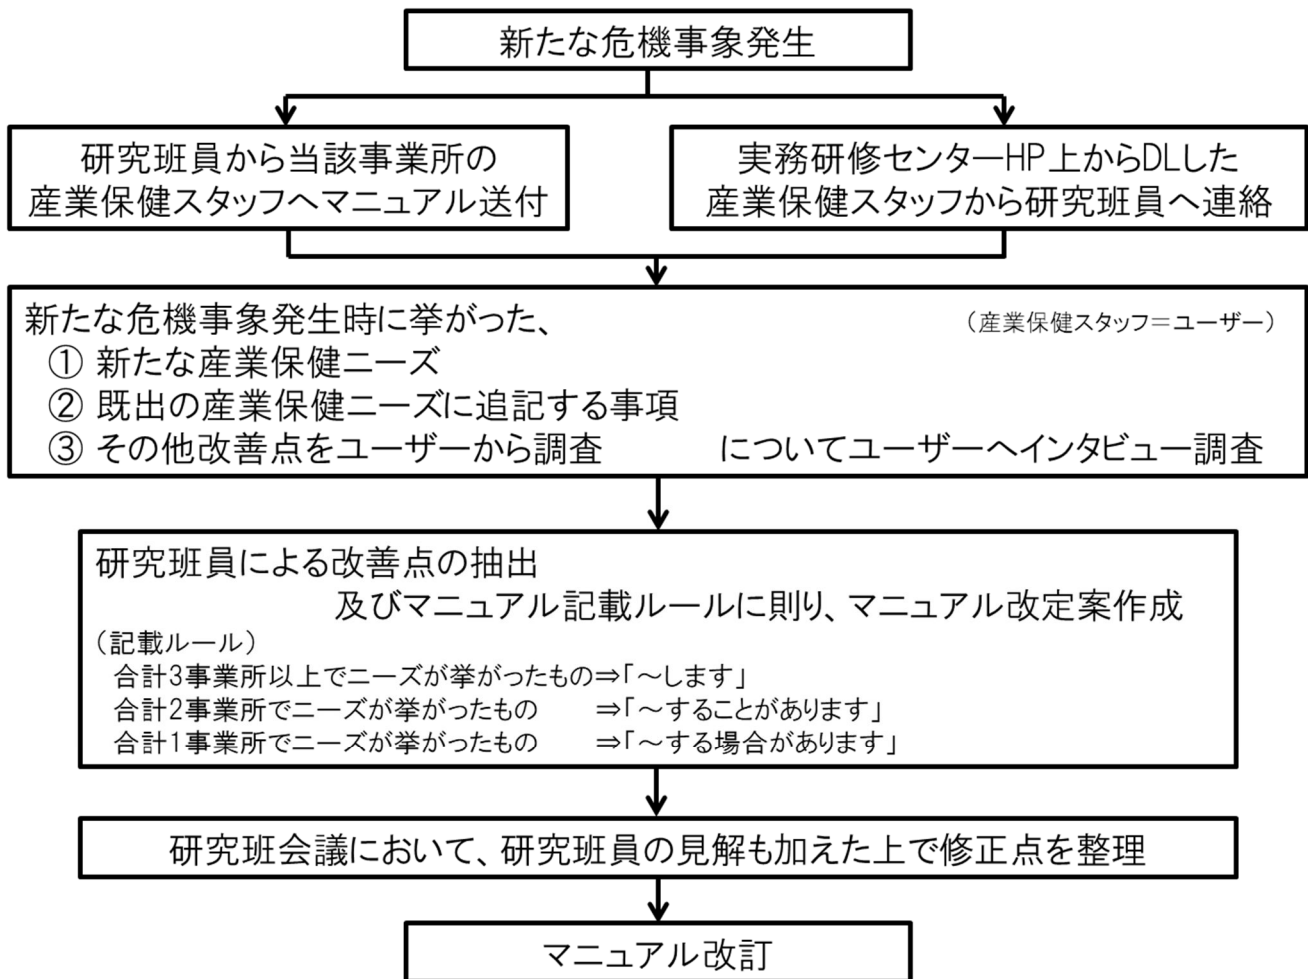 新たな危機事象発生
研究班員から当該事業所の
産業保健スタッフへマニュアル送付
実務研修センターHP上からDLした
産業保健スタッフから研究班員へ連絡
新たな危機事象発生時に挙がった、
（産業保健スタッフ＝ユーザー）
① 新たな産業保健ニーズ
② 既出の産業保健ニーズに追記する事項
③ その他改善点をユーザーから調査 についてユーザーへインタビュー調査
研究班員による改善点の抽出
及びマニュアル記載ルールに則り、マニュアル改定案作成
（記載ルール）
合計3事業所以上でニーズが挙がったもの⇒「～します」
合計2事業所でニーズが挙がったもの ⇒「～することがあります」
合計1事業所でニーズが挙がったもの ⇒「～する場合があります」
研究班会議において、研究班員の見解も加えた上で修正点を整理
マニュアル改訂